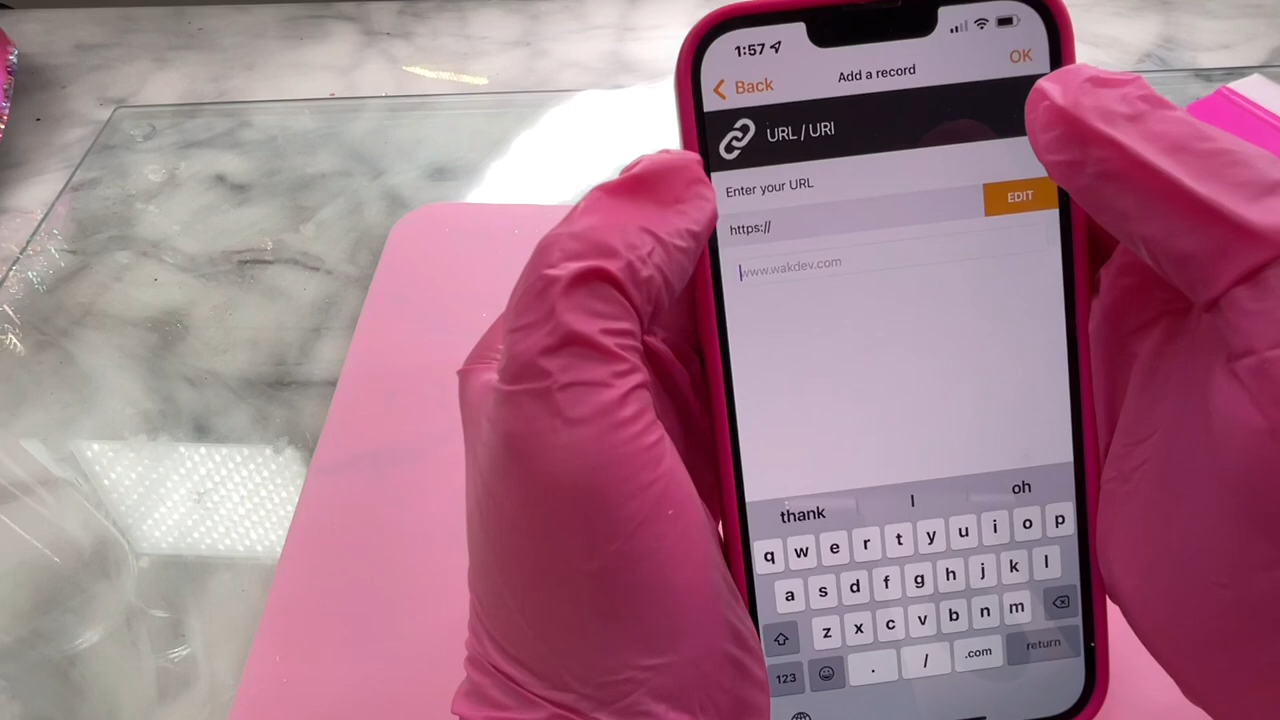 1:57
Back
Add a record
OK
URL / URI
Enter your URL
https://
EDIT
www.wakdev.com
thank I oh
q w e r t y u i o p
a s d f g h j k l
z x c v b n m
123 . / .com return